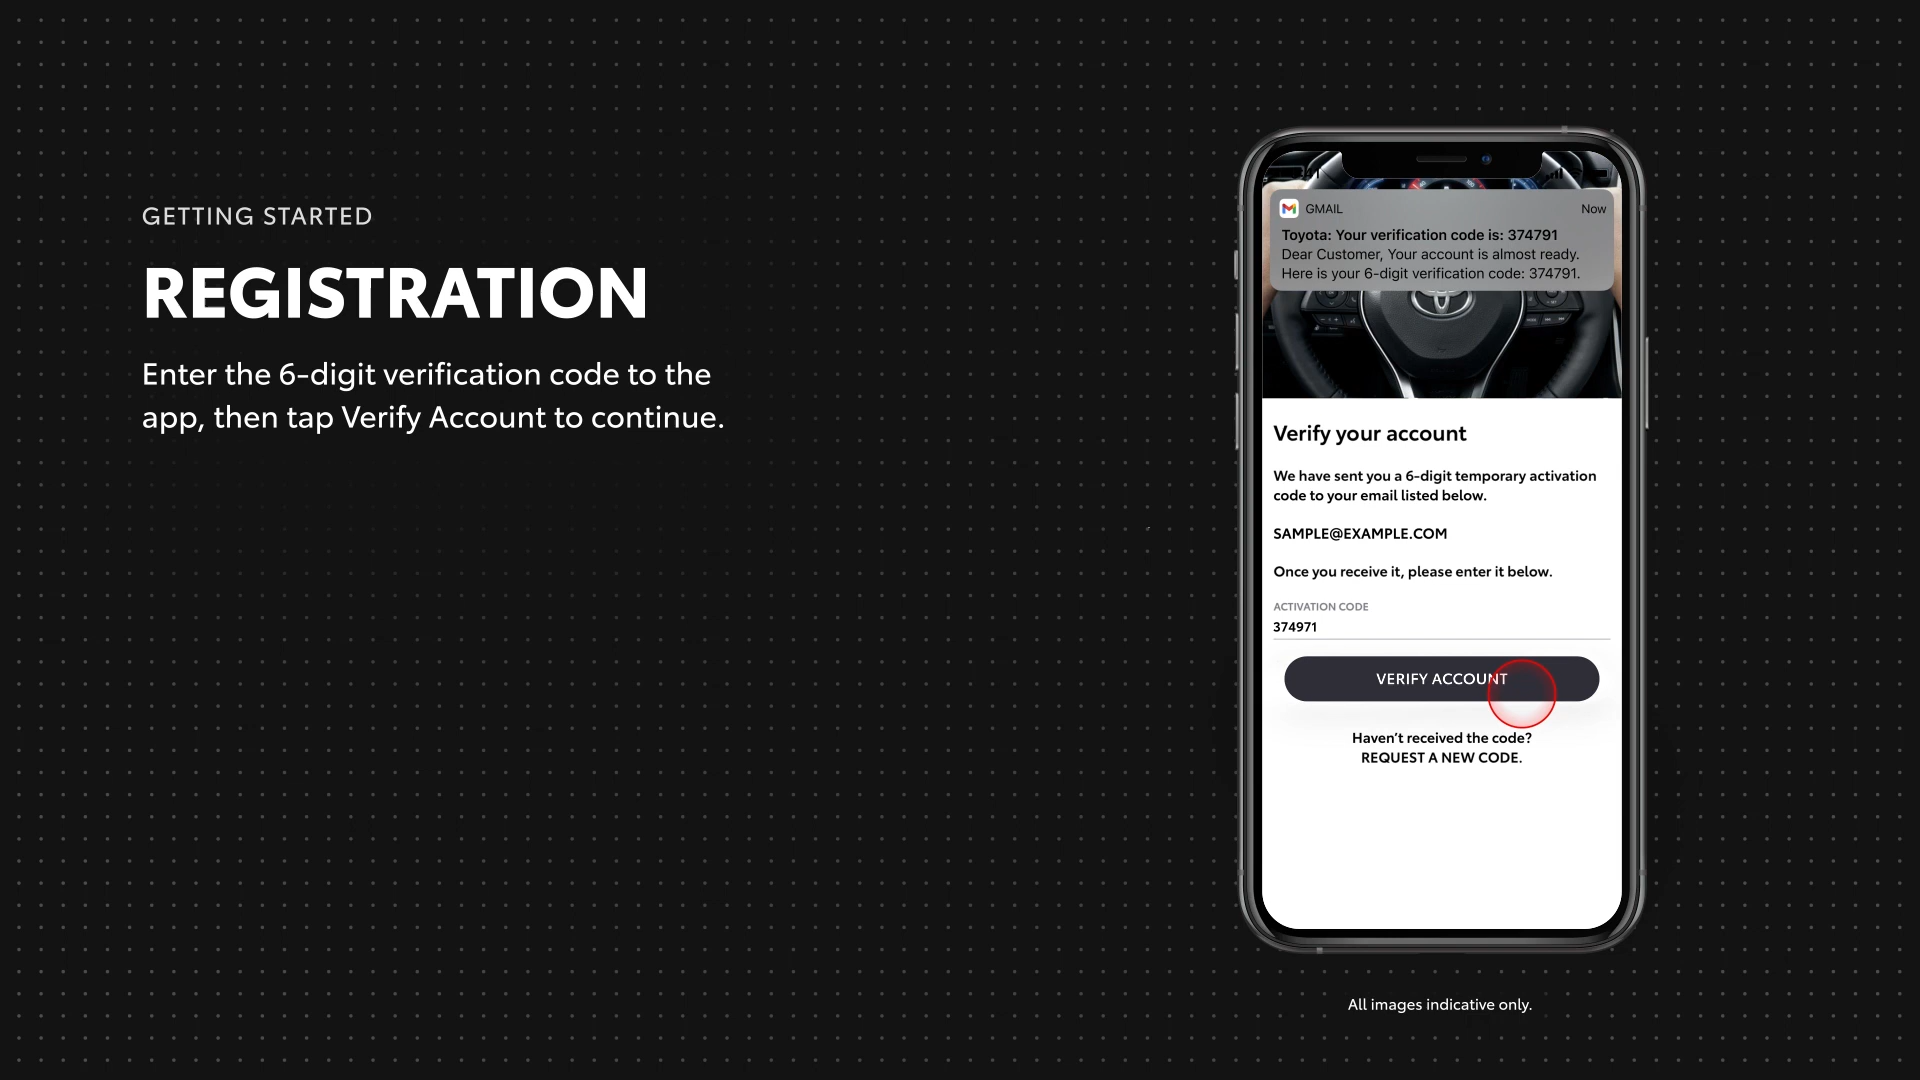 GETTING STARTED
REGISTRATION
Enter the 6-digit verification code to the
app, then tap Verify Account to continue.
GMAIL Now
Toyota: Your verification code is: 374791
Dear Customer, Your account is almost ready.
Here is your 6-digit verification code: 374791.
Verify your account
We have sent you a 6-digit temporary activation
code to your email listed below.
SAMPLE@EXAMPLE.COM
Once you receive it, please enter it below.
ACTIVATION CODE
374971
VERIFY ACCOUNT
Haven’t received the code?
REQUEST A NEW CODE.
All images indicative only.